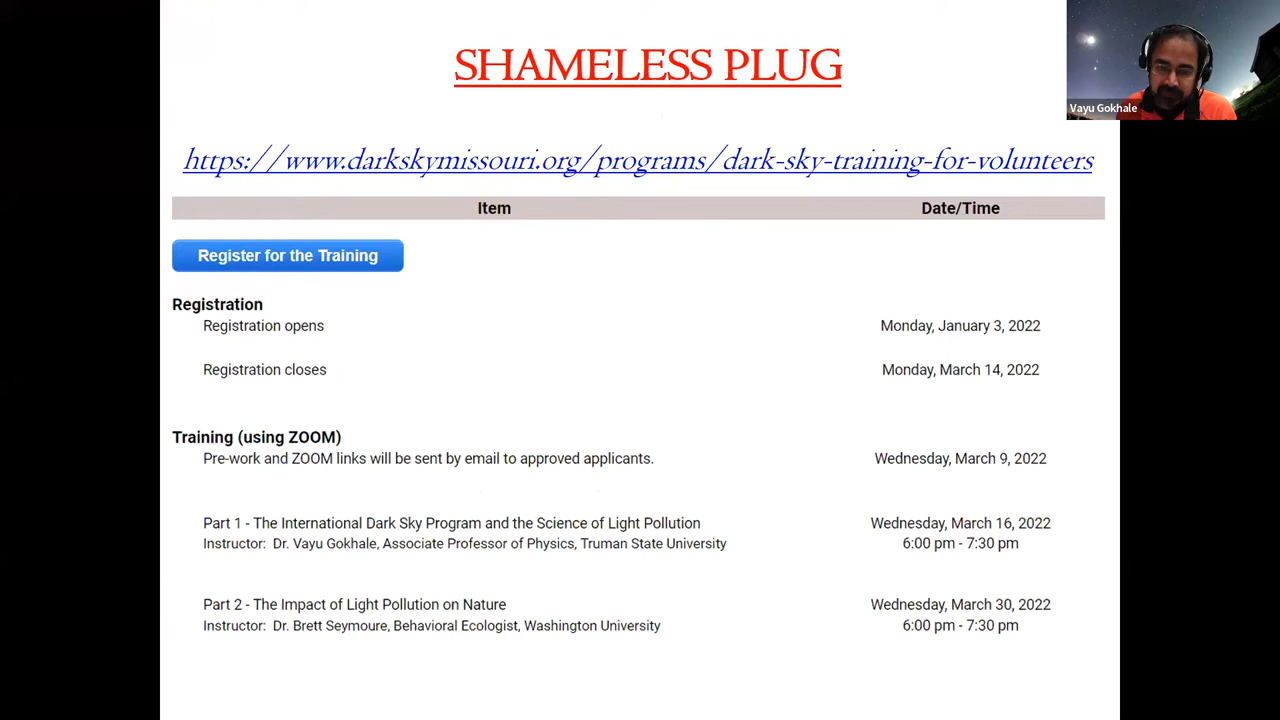 SHAMELESS PLUG
Vayu Gokhale
https://www.darkskymissouri.org/programs/dark-sky-training-for-volunteers
Item Date/Time
Register for the Training
Registration
Registration opens Monday, January 3, 2022
Registration closes Monday, March 14, 2022
Training (using ZOOM)
Pre-work and ZOOM links will be sent by email to approved applicants. Wednesday, March 9, 2022
Part 1 - The International Dark Sky Program and the Science of Light Pollution Wednesday, March 16, 2022
Instructor: Dr. Vayu Gokhale, Associate Professor of Physics, Truman State University 6:00 pm - 7:30 pm
Part 2 - The Impact of Light Pollution on Nature Wednesday, March 30, 2022
Instructor: Dr. Brett Seymoure, Behavioral Ecologist, Washington University 6:00 pm - 7:30 pm